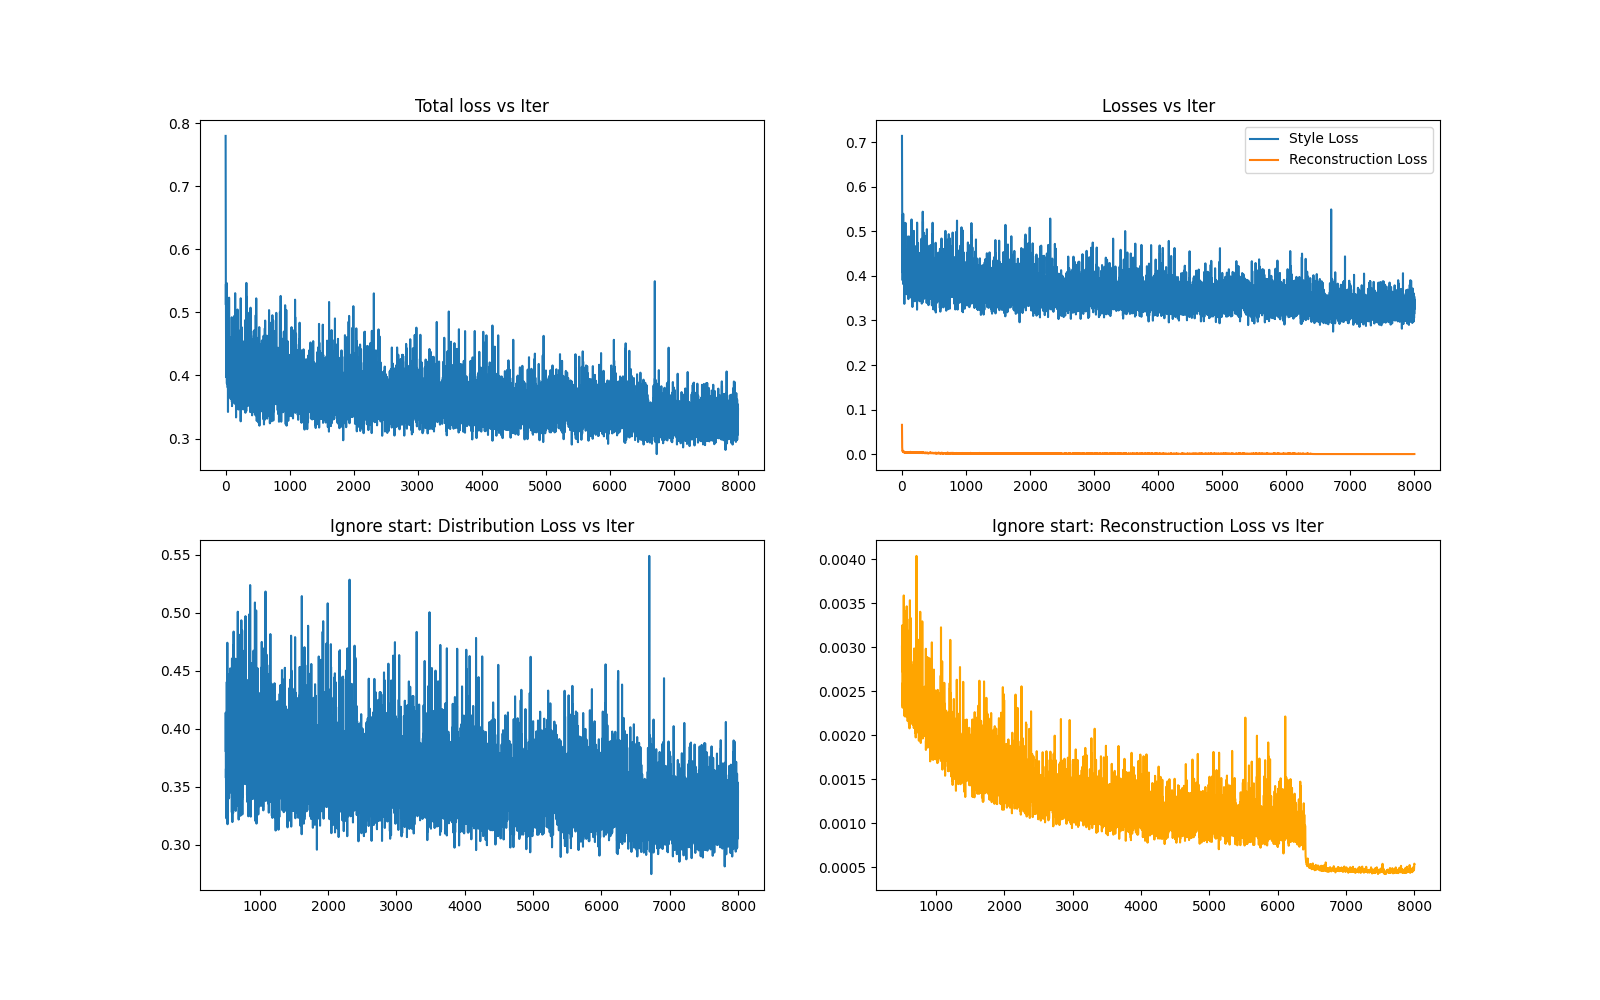 Total loss vs Iter
0.8
0.7
0.6
0.5
0.4
0.3
0 1000 2000 3000 4000 5000 6000 7000 8000
Losses vs Iter
Style Loss
Reconstruction Loss
0.7
0.6
0.5
0.4
0.3
0.2
0.1
0.0
0 1000 2000 3000 4000 5000 6000 7000 8000
Ignore start: Distribution Loss vs Iter
0.55
0.50
0.45
0.40
0.35
0.30
1000 2000 3000 4000 5000 6000 7000 8000
Ignore start: Reconstruction Loss vs Iter
0.0040
0.0035
0.0030
0.0025
0.0020
0.0015
0.0010
0.0005
1000 2000 3000 4000 5000 6000 7000 8000